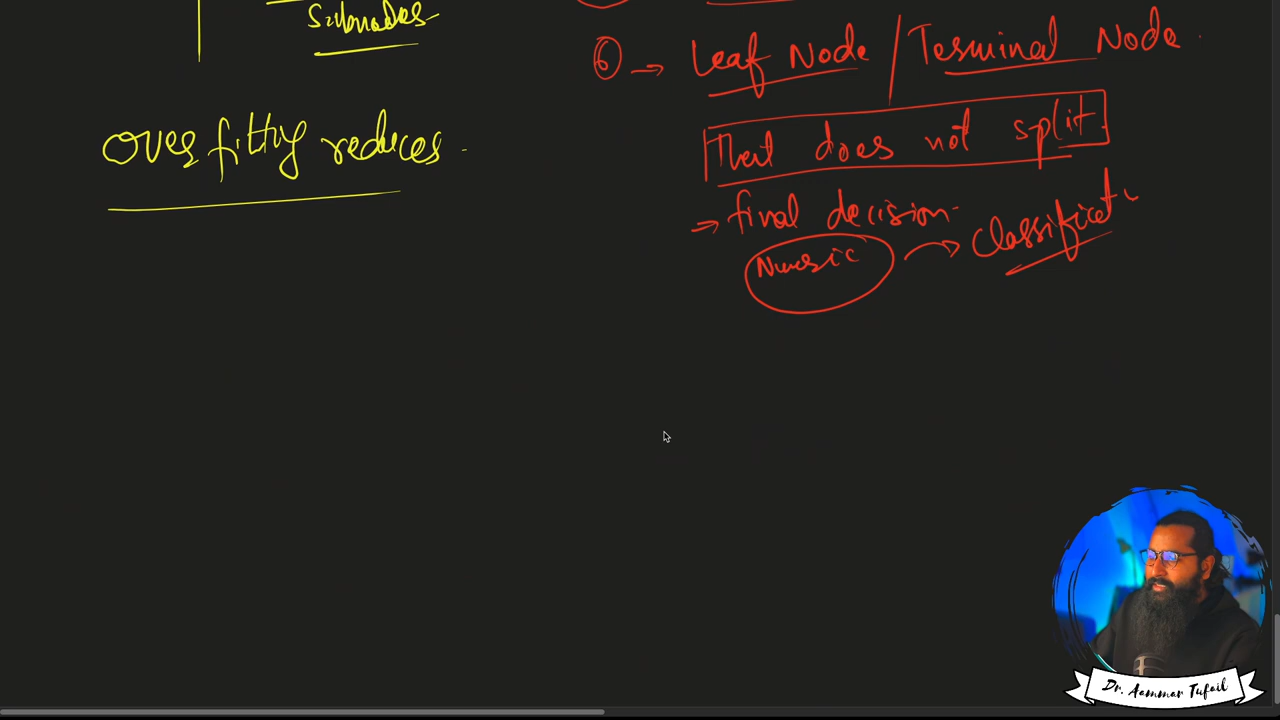 Subnodes
Over fitting reduces.
⑥ → Leaf Node / Terminal Node.
That does not split.
→ final decision.
Numeric → Classificat
Dr. Aammar Tufail